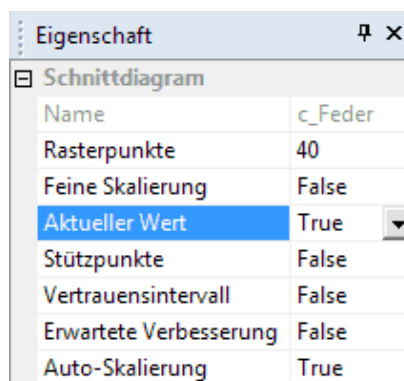 Eigenschaft
Schnittdiagram
Name c_Feder
Rasterpunkte 40
Feine Skalierung False
Aktueller Wert True
Stützpunkte False
Vertrauensintervall False
Erwartete Verbesserung False
Auto-Skalierung True